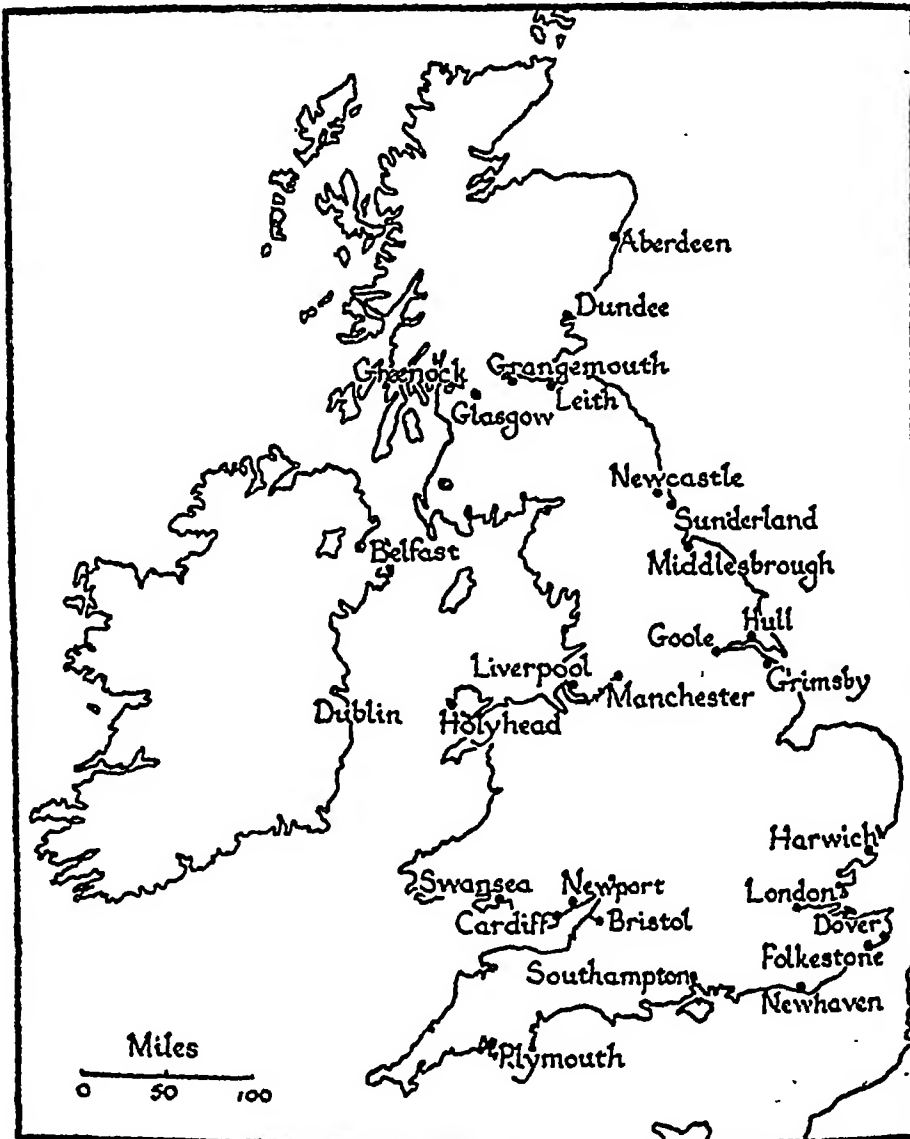 Aberdeen
Dundee
Grangemouth
Greenock
Leith
Glasgow
Newcastle
Sunderland
Belfast
Middlesbrough
Hull
Goole
Liverpool
Grimsby
Manchester
Dublin
Holyhead
Harwich
Swansea
Newport
London
Cardiff
Bristol
Dover
Folkestone
Southampton
Newhaven
Miles
Plymouth
0 50 100